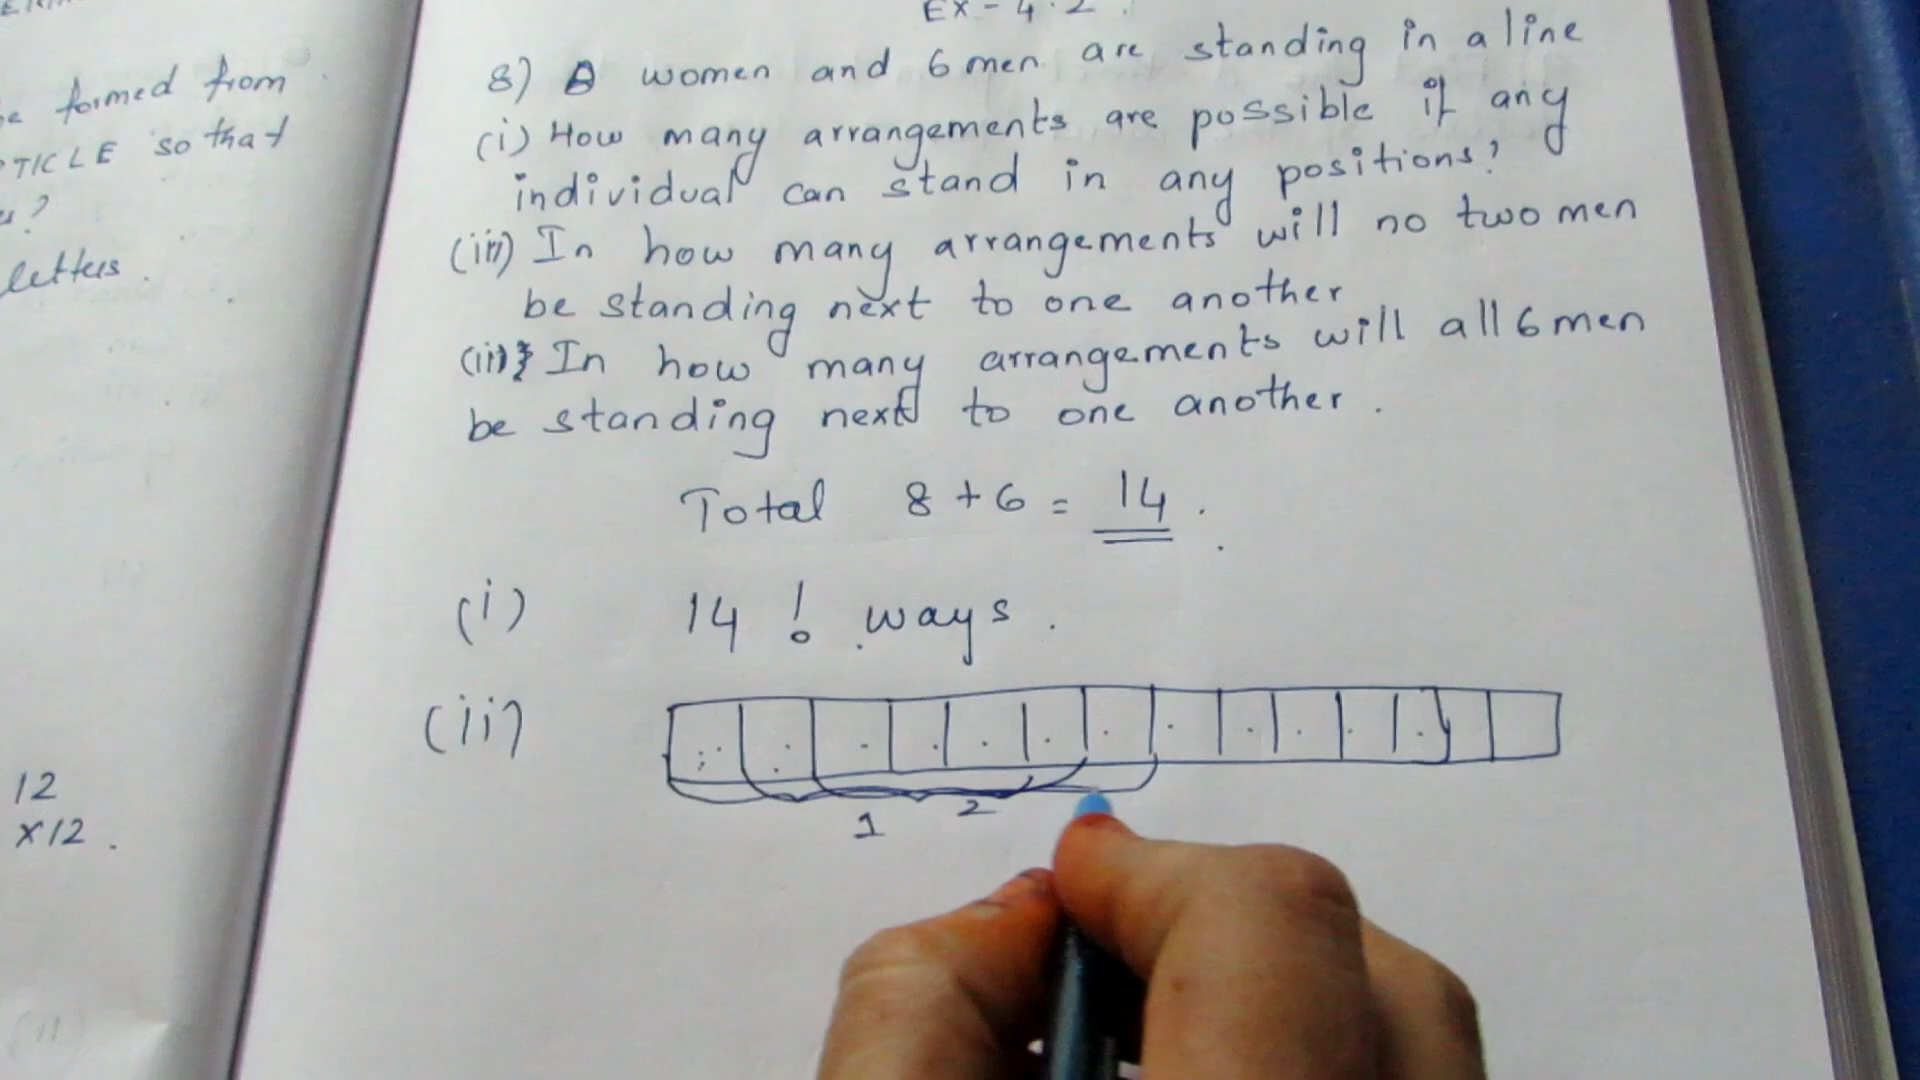 e formed from
TICLE so that
?
letters.
12
x12.
Ex - 4.2.
8) 8 women and 6 men are standing in a line
(i) How many arrangements are possible if any
individual can stand in any positions?
(iii) In how many arrangements will no two men
be standing next to one another
(ii) In how many arrangements will all 6 men
be standing next to one another.
Total 8 + 6 = 14.
(i) 14! ways.
(ii)
1 2